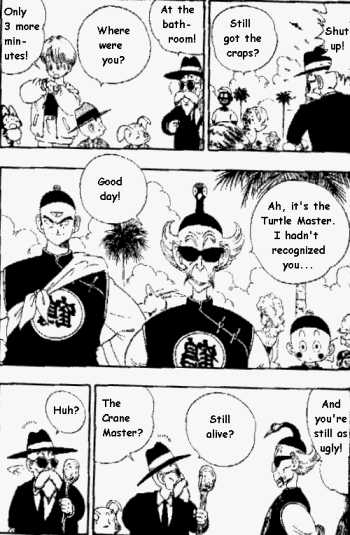 Only
3 more
min-
utes!
Where
were
you?
At the
bath-
room!
Still
got the
craps?
Shut
up!
Good
day!
Ah, it's the
Turtle Master.
I hadn't
recognized
you...
鶴
鶴
Huh?
The
Crane
Master?
Still
alive?
And
you're
still as
ugly!